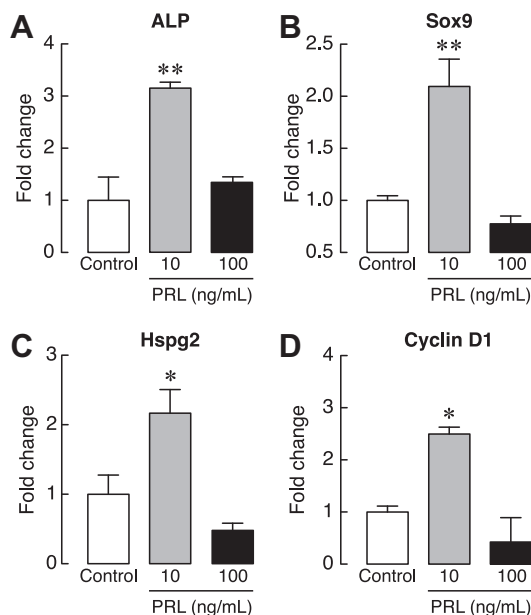 A
ALP
Fold change
4
3
2
1
0
**
Control
10
100
PRL (ng/mL)
B
Sox9
Fold change
2.5
2.0
1.5
1.0
0.5
**
Control
10
100
PRL (ng/mL)
C
Hspg2
Fold change
3
2
1
0
*
Control
10
100
PRL (ng/mL)
D
Cyclin D1
Fold change
4
3
2
1
0
*
Control
10
100
PRL (ng/mL)